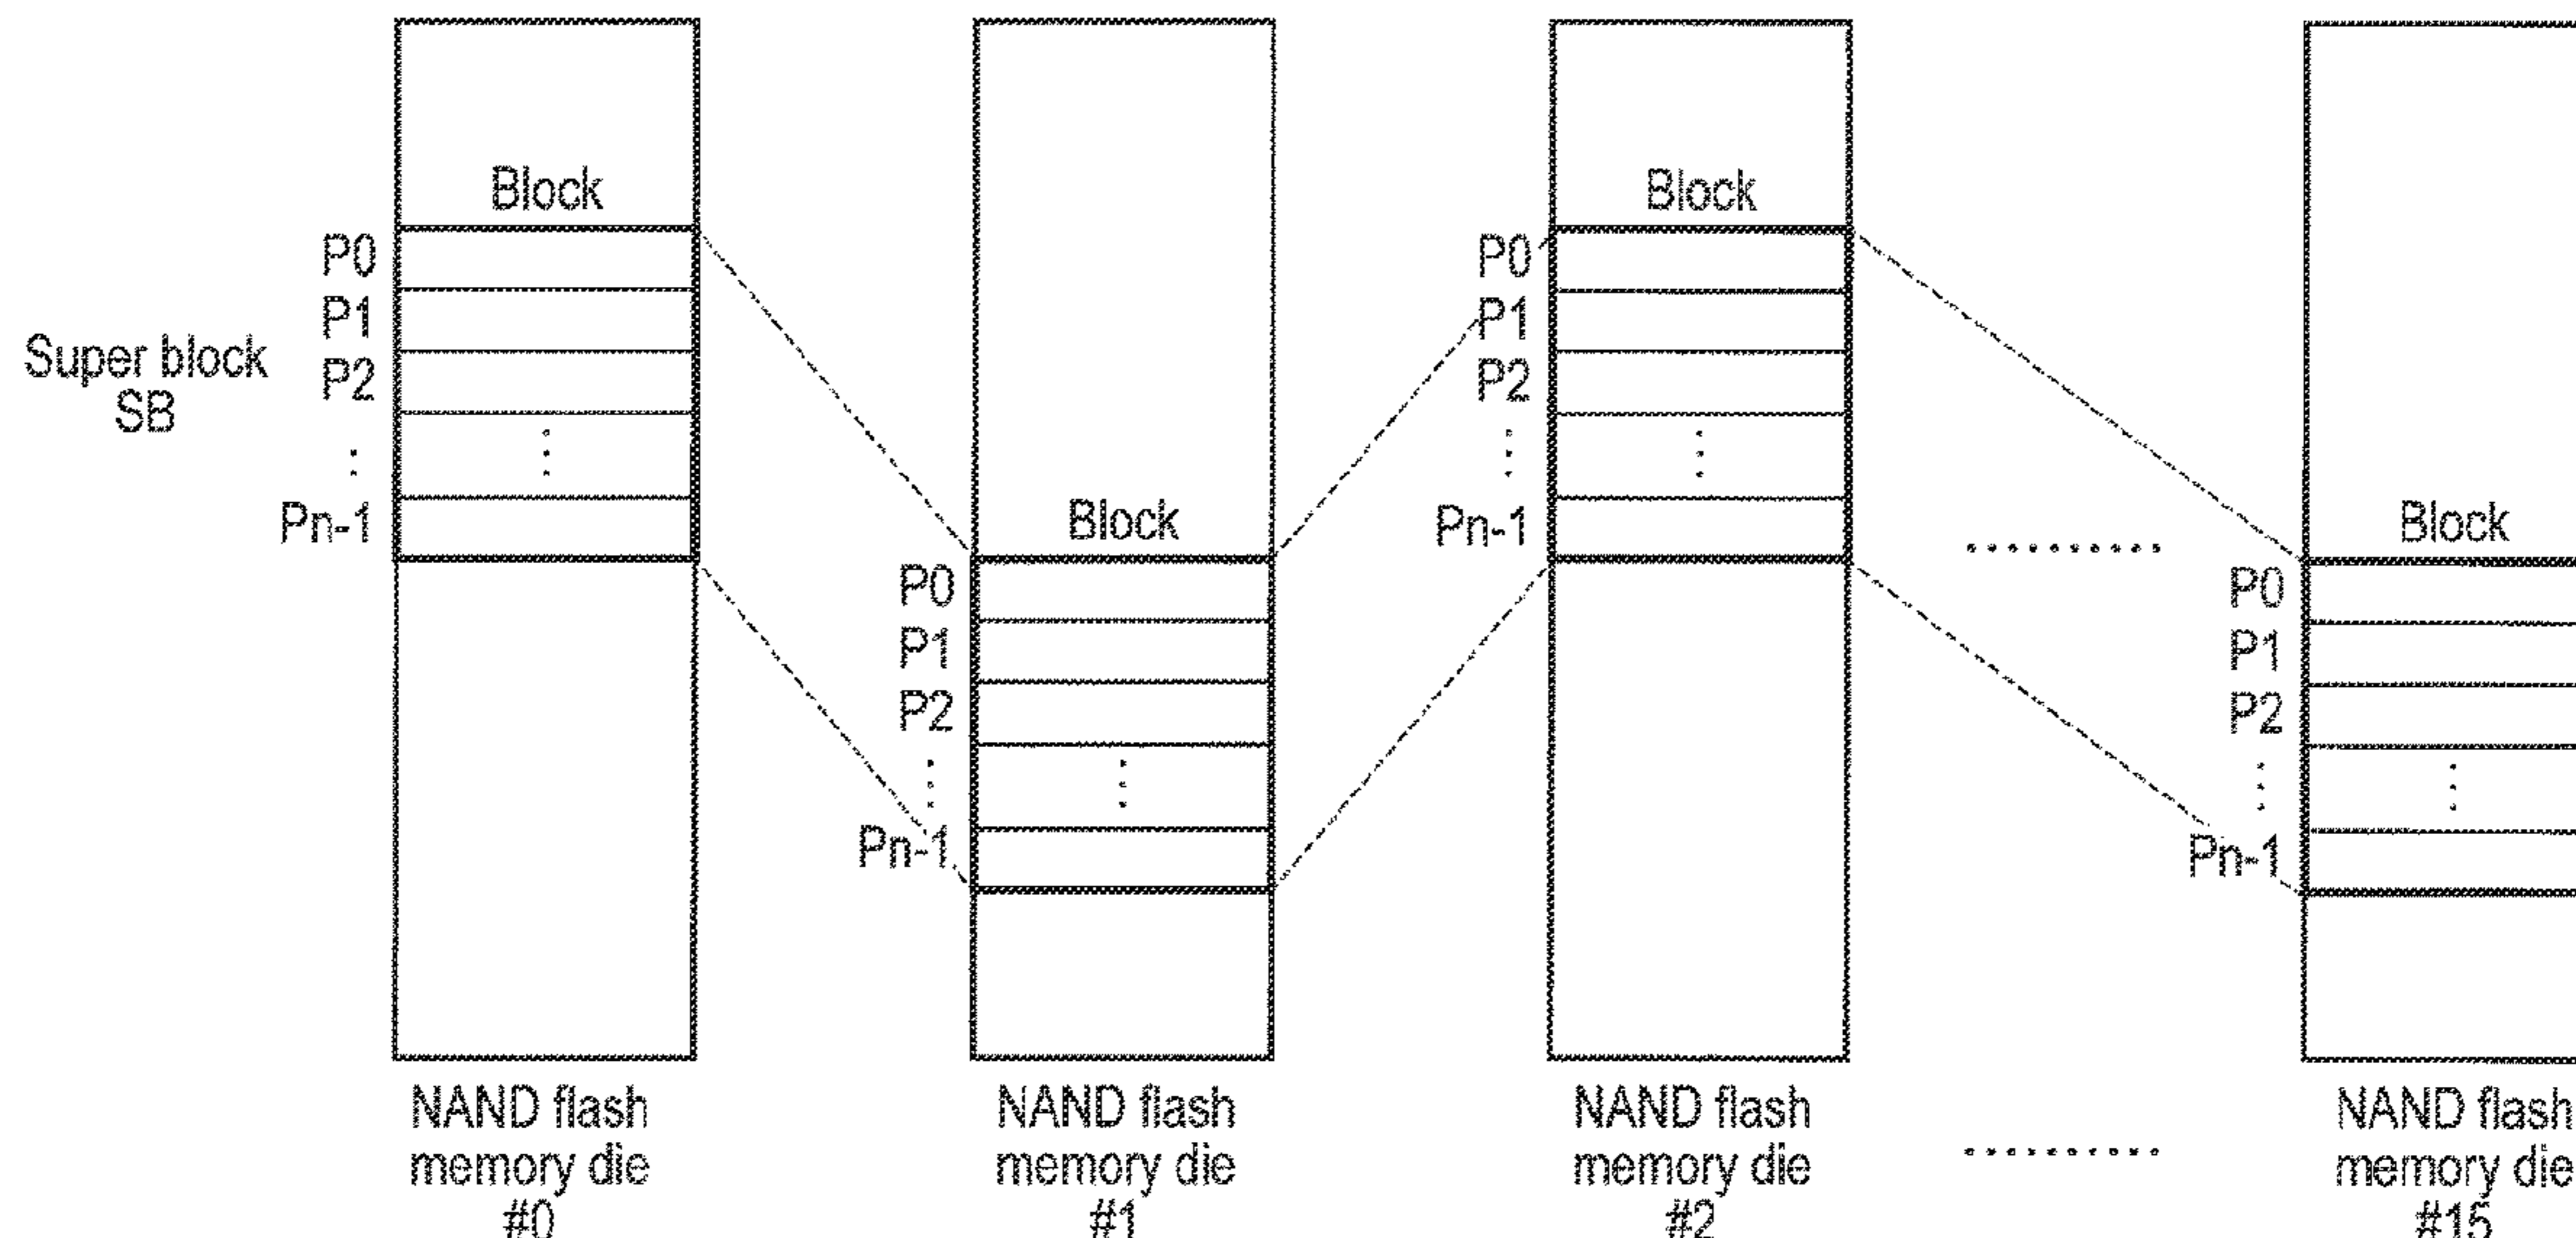 Super block
SB
Block
P0
P1
P2
Pn-1
NAND flash
memory die
#0
Block
P0
P1
P2
Pn-1
NAND flash
memory die
#1
Block
P0
P1
P2
Pn-1
NAND flash
memory die
#2
Block
P0
P1
P2
Pn-1
NAND flash
memory die
#15